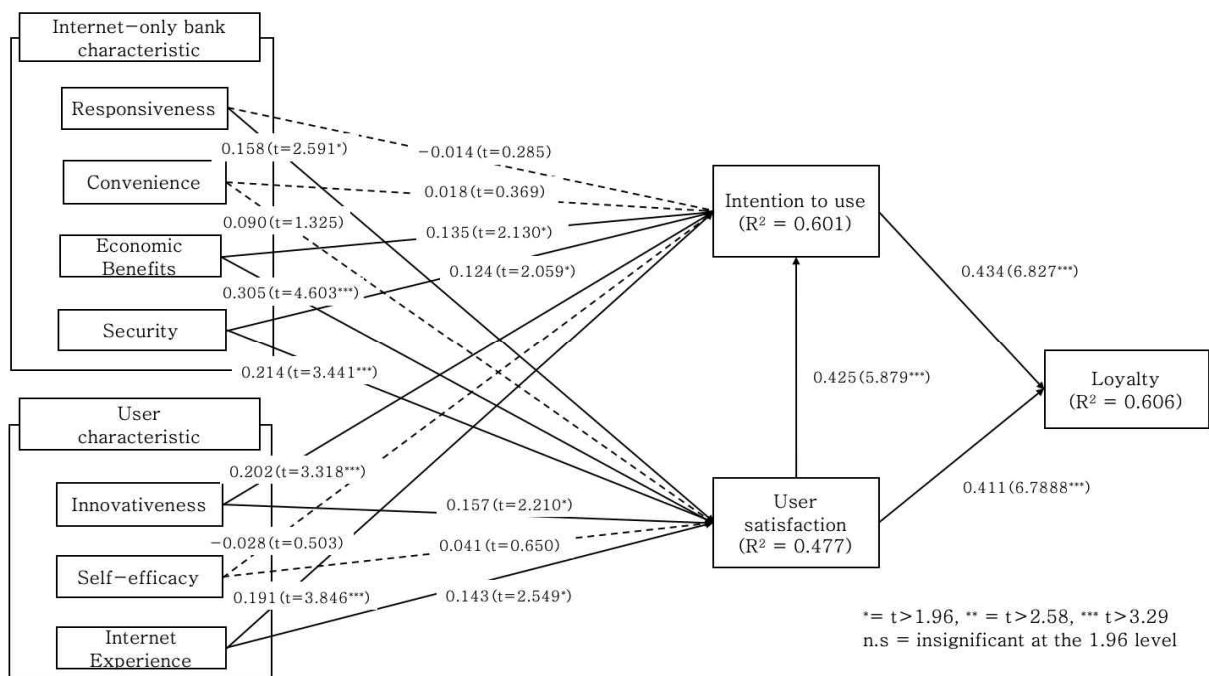 Internet-only bank
characteristic
Responsiveness
0.158(t=2.591*)
-0.014(t=0.285)
Convenience
0.018(t=0.369)
0.090(t=1.325)
Economic
Benefits
0.135(t=2.130*)
0.124(t=2.059*)
0.305(t=4.603***)
Security
0.214(t=3.441***)
Intention to use
(R² = 0.601)
0.434(6.827***)
0.425(5.879***)
Loyalty
(R² = 0.606)
User
characteristic
0.202(t=3.318***)
Innovativeness
0.157(t=2.210*)
-0.028(t=0.503)
0.041(t=0.650)
Self-efficacy
0.191(t=3.846***)
0.143(t=2.549*)
Internet
Experience
User
satisfaction
(R² = 0.477)
0.411(6.7888***)
*= t>1.96, ** = t>2.58, *** t>3.29
n.s = insignificant at the 1.96 level